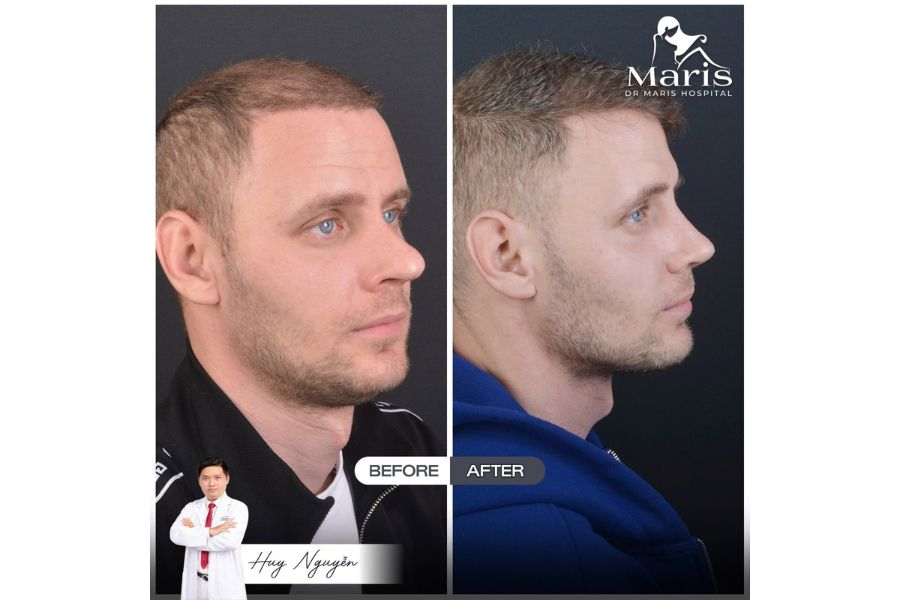 Maris
DR MARIS HOSPITAL
BEFORE
AFTER
Huy Nguyễn